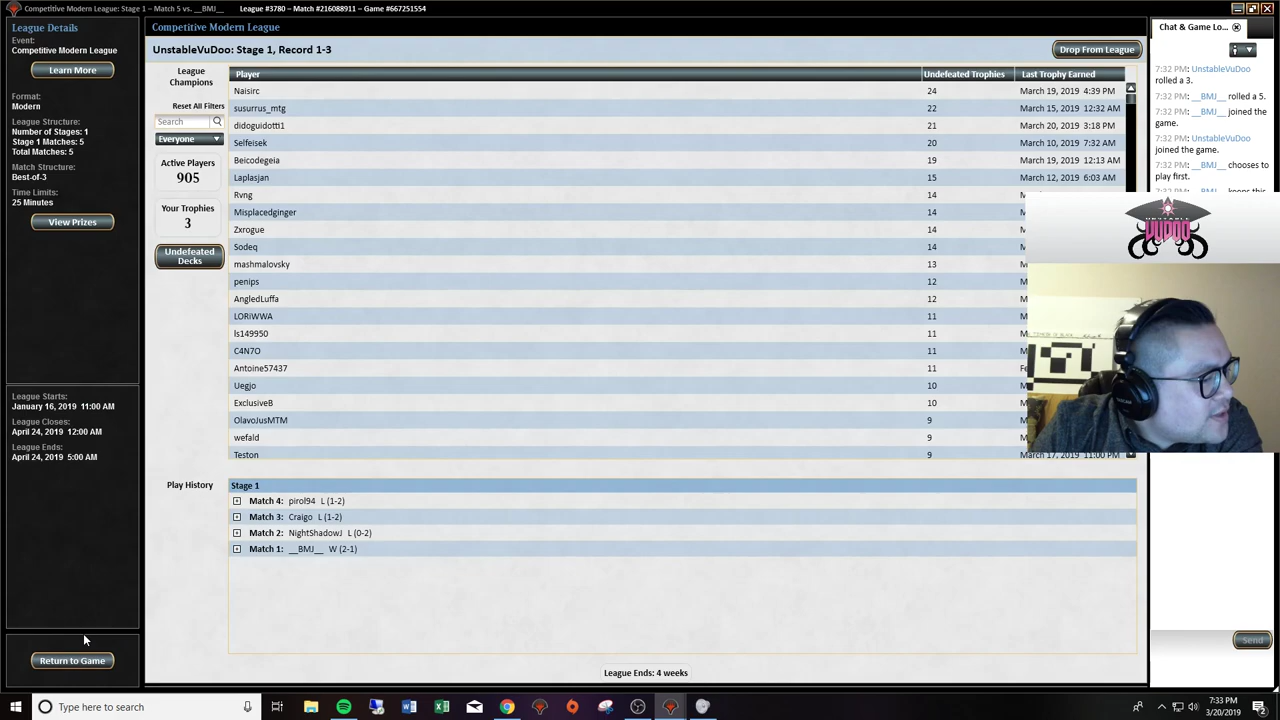 Competitive Modern League: Stage 1 – Match 5 vs. __BMJ__ League #3780 - Match #216088911 - Game #667251554
League Details
Event:
Competitive Modern League
Learn More
Format:
Modern
League Structure:
Number of Stages: 1
Stage 1 Matches: 5
Total Matches: 5
Match Structure:
Best-of-3
Time Limits:
25 Minutes
View Prizes
League Starts:
January 16, 2019 11:00 AM
League Closes:
April 24, 2019 12:00 AM
League Ends:
April 24, 2019 5:00 AM
Return to Game
Competitive Modern League
UnstableVuDoo: Stage 1, Record 1-3
Drop From League
League
Champions
Reset All Filters
Search
Everyone
Active Players
905
Your Trophies
3
Undefeated
Decks
Player Undefeated Trophies Last Trophy Earned
Naisirc 24 March 19, 2019 4:39 PM
susurrus_mtg 22 March 15, 2019 12:32 AM
didoguidotti1 21 March 20, 2019 3:18 PM
Selfeisek 20 March 10, 2019 7:32 AM
Beicodegeia 19 March 19, 2019 12:13 AM
Laplasjan 15 March 12, 2019 6:03 AM
Rvng 14
Misplacedginger 14
Zxrogue 14
Sodeq 14
mashmalovsky 13
penips 12
AngledLuffa 12
LORiWWA 11
ls149950 11
C4N7O 11
Antoine57437 11
Uegjo 10
ExclusiveB 10
OlavoJusMTM 9
wefald 9
Teston 9 March 17, 2019 11:00 PM
Play History
Stage 1
Match 4: pirol94 L (1-2)
Match 3: Craigo L (1-2)
Match 2: NightShadowJ L (0-2)
Match 1: __BMJ__ W (2-1)
League Ends: 4 weeks
Chat & Game Lo...
7:32 PM: UnstableVuDoo
rolled a 3.
7:32 PM: __BMJ__ rolled a 5.
7:32 PM: __BMJ__ joined the
game.
7:32 PM: UnstableVuDoo
joined the game.
7:32 PM: __BMJ__ chooses to
play first.
7:32 PM: __BMJ__ keeps this
UNSTABLE
VUDOO
Send
Type here to search
7:33 PM
3/20/2019
2